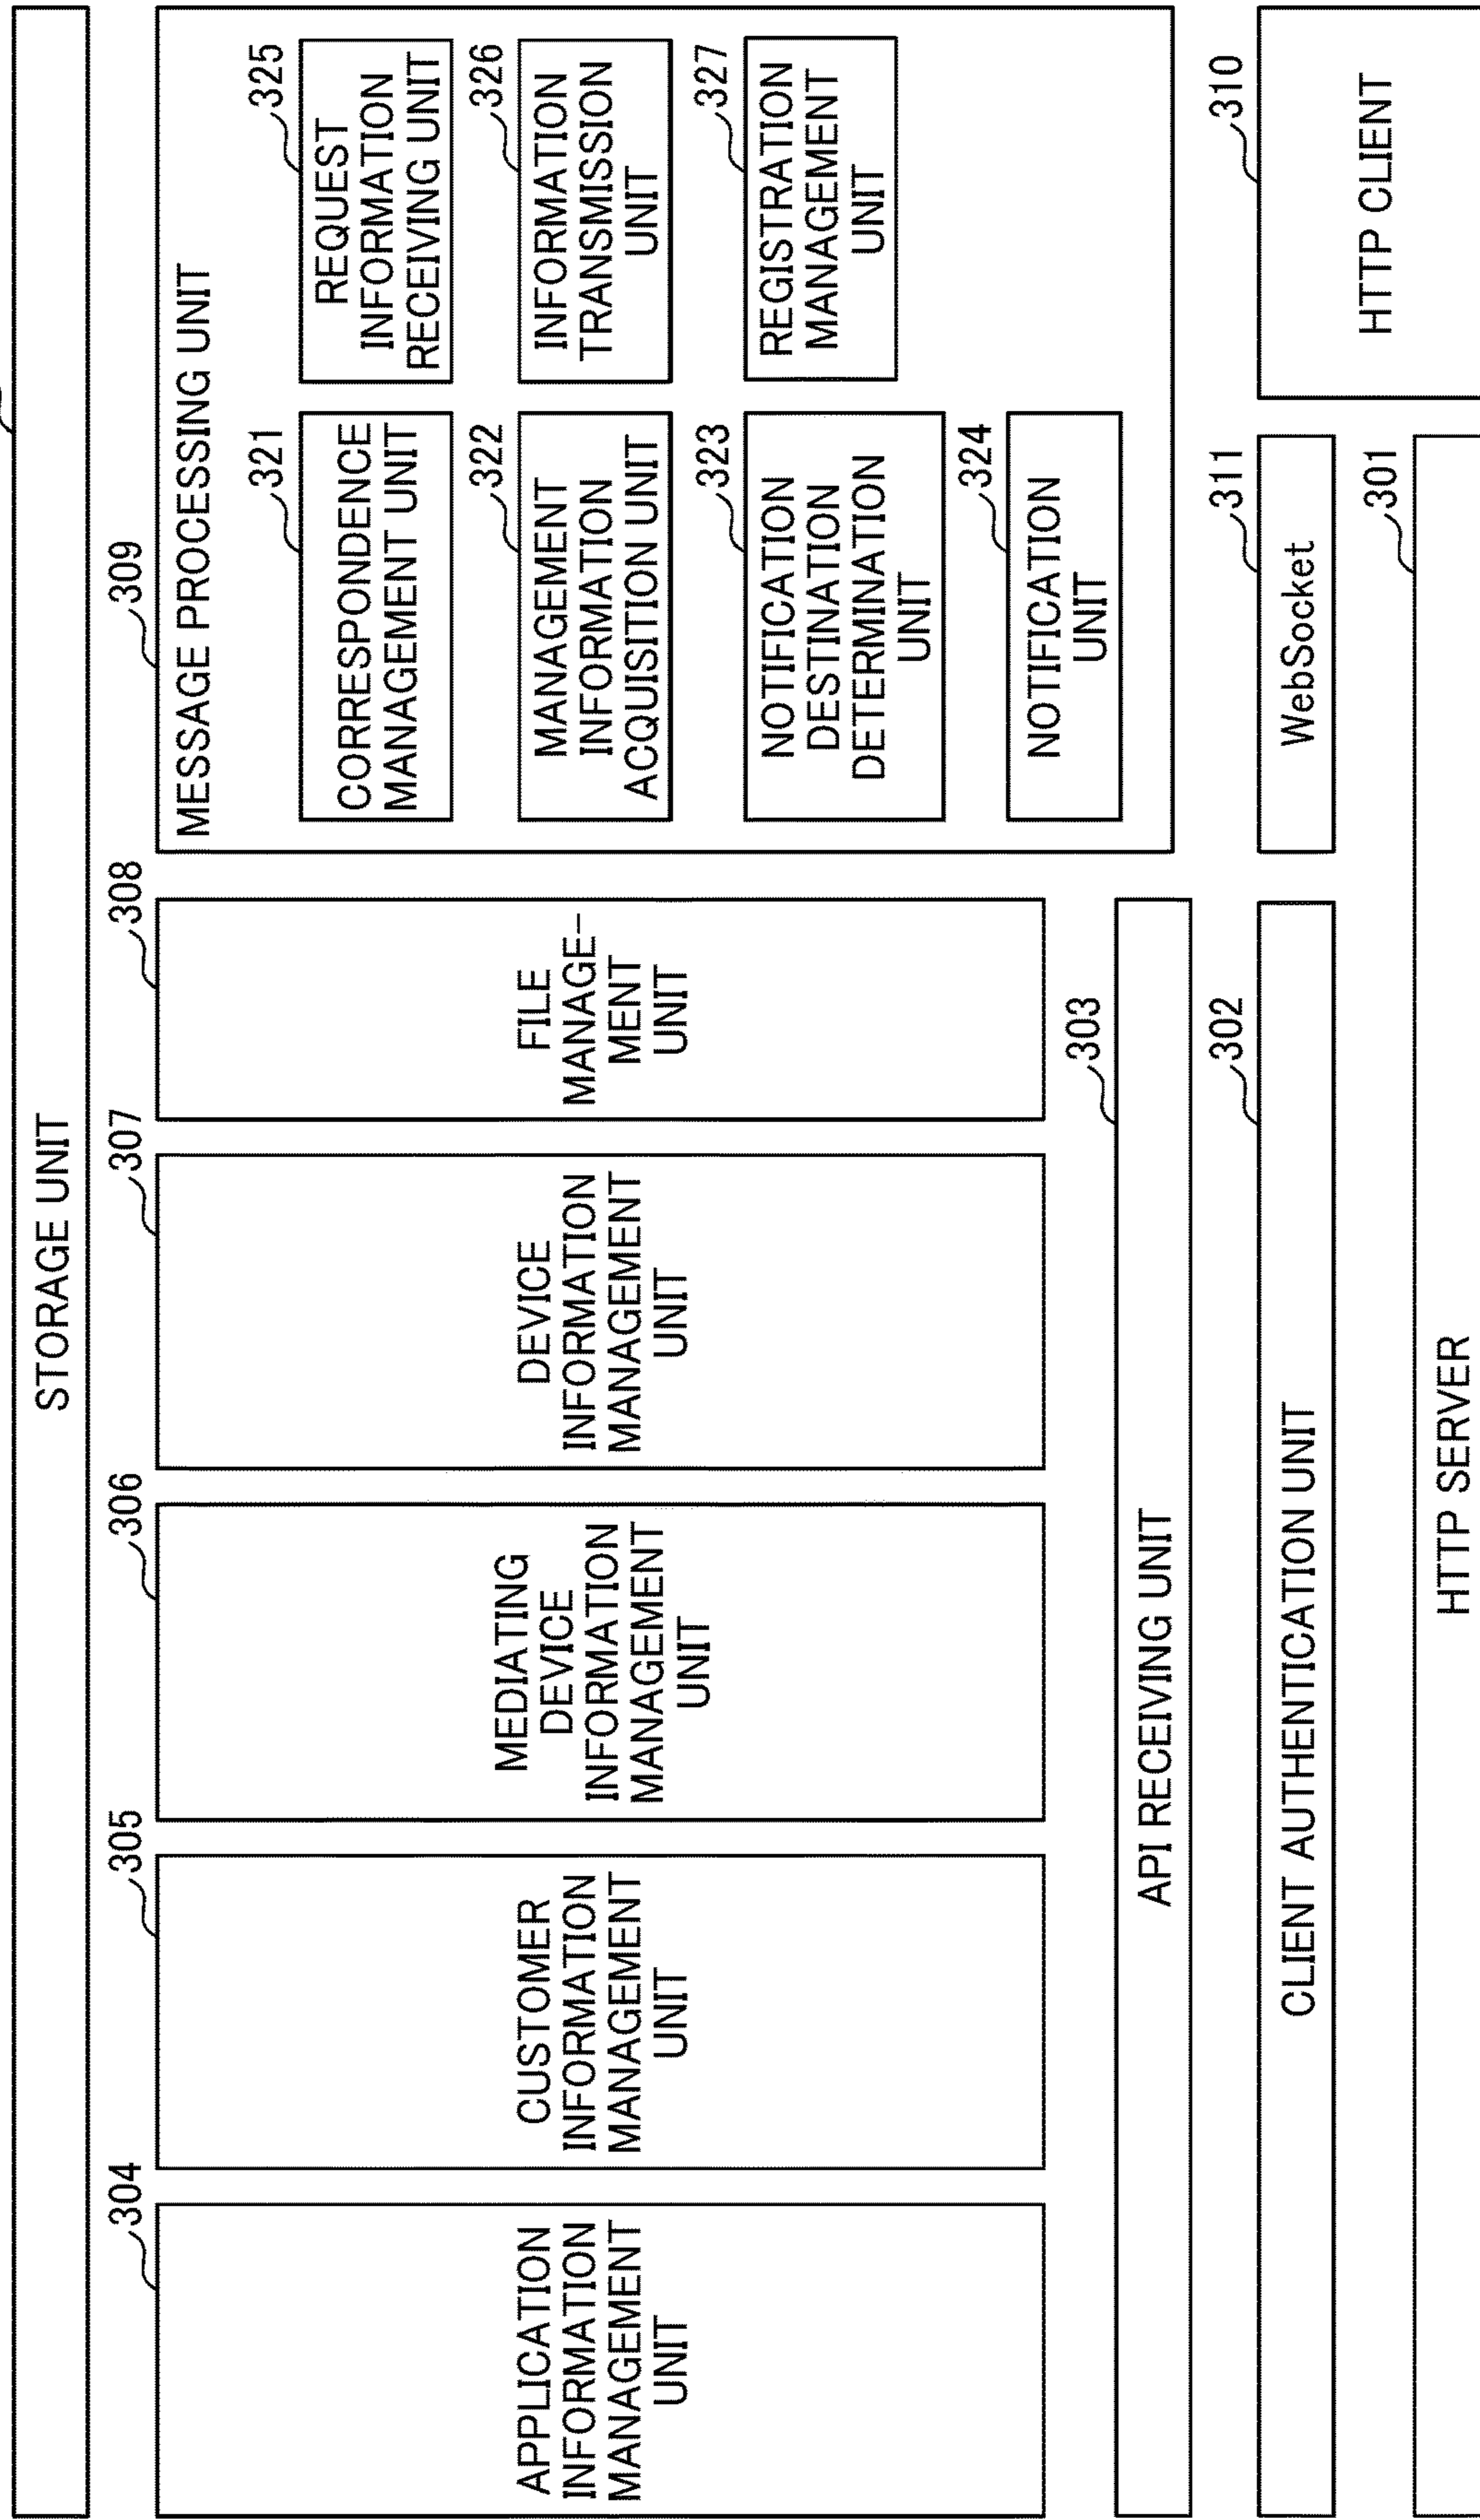 STORAGE UNIT
304
APPLICATION
INFORMATION
MANAGEMENT
UNIT
305
CUSTOMER
INFORMATION
MANAGEMENT
UNIT
306
MEDIATING
DEVICE
INFORMATION
MANAGEMENT
UNIT
307
DEVICE
INFORMATION
MANAGEMENT
UNIT
308
FILE
MANAGE-
MENT
UNIT
309
MESSAGE PROCESSING UNIT
321
CORRESPONDENCE
MANAGEMENT UNIT
322
MANAGEMENT
INFORMATION
ACQUISITION UNIT
323
NOTIFICATION
DESTINATION
DETERMINATION
UNIT
324
NOTIFICATION
UNIT
325
REQUEST
INFORMATION
RECEIVING UNIT
326
INFORMATION
TRANSMISSION
UNIT
327
REGISTRATION
MANAGEMENT
UNIT
303
API RECEIVING UNIT
302
CLIENT AUTHENTICATION UNIT
311
WebSocket
310
HTTP CLIENT
301
HTTP SERVER